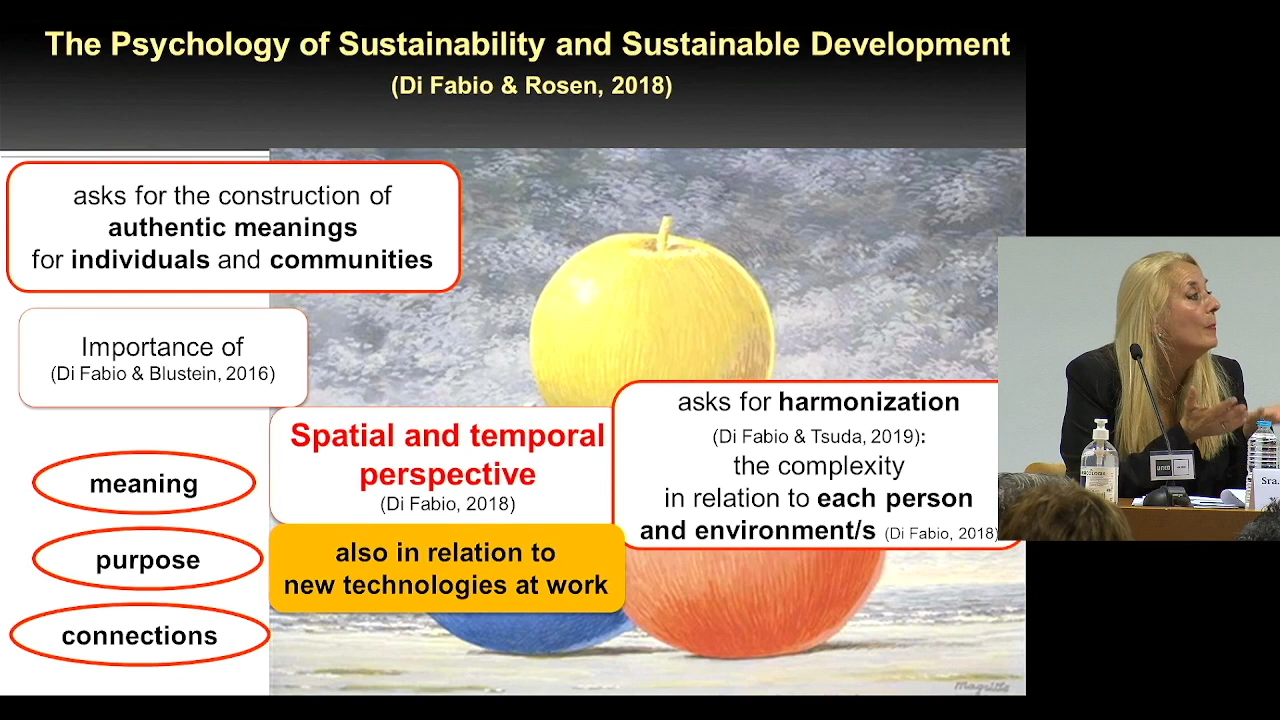 The Psychology of Sustainability and Sustainable Development
(Di Fabio & Rosen, 2018)
asks for the construction of
authentic meanings
for individuals and communities
Importance of
(Di Fabio & Blustein, 2016)
meaning
purpose
connections
Spatial and temporal
perspective
(Di Fabio, 2018)
also in relation to
new technologies at work
asks for harmonization
(Di Fabio & Tsuda, 2019):
the complexity
in relation to each person
and environment/s (Di Fabio, 2018)
Magritte
UNED
Sra.